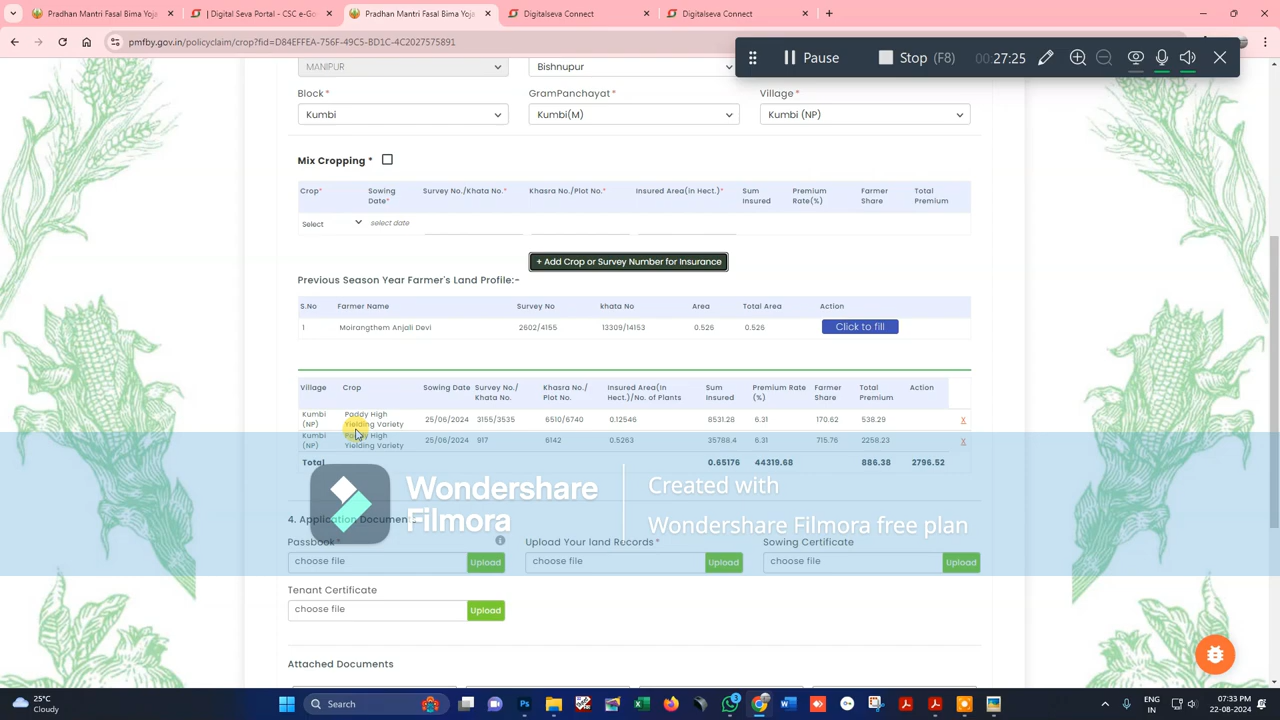 Pradhan Mantri Fasal Bima Yoja
Digital Seva Portal - CSC e-Go
Pradhan Mantri Fasal Bima Yoja
Digitalseva Connect
Digitalseva Connect
pmfby.gov.in/policyclaim/crop?fid=D84EFFEA-756F-49C5-BD1C-4C2027575891
Pause Stop (F8) 00:27:25
MANIPUR Bishnupur
Block* GramPanchayat* Village*
Kumbi Kumbi(M) Kumbi (NP)
Mix Cropping *
Crop* Sowing Date* Survey No./Khata No.* Khasra No./Plot No.* Insured Area(in Hect.)* Sum Insured Premium Rate(%) Farmer Share Total Premium
Select select date
+ Add Crop or Survey Number for Insurance
Previous Season Year Farmer's Land Profile:-
S.No Farmer Name Survey No khata No Area Total Area Action
1 Moirangthem Anjali Devi 2602/4155 13309/14153 0.526 0.526 Click to fill
Village Crop Sowing Date Survey No./ Khata No. Khasra No./ Plot No. Insured Area(In Hect.)/No. of Plants Sum Insured Premium Rate (%) Farmer Share Total Premium Action
Kumbi (NP) Paddy High Yielding Variety 25/06/2024 3155/3535 6510/6740 0.12546 8531.28 6.31 170.62 538.29 X
Kumbi (NP) Paddy High Yielding Variety 25/06/2024 917 6142 0.5263 35788.4 6.31 715.76 2258.23 X
Total 0.65176 44319.68 886.38 2796.52
Wondershare Filmora
Created with
Wondershare Filmora free plan
4. Application Documents
Passbook* Upload Your land Records* Sowing Certificate
choose file Upload choose file Upload choose file Upload
Tenant Certificate
choose file Upload
Attached Documents
25°C
Cloudy
Search
3
ENG
IN
07:33 PM
22-08-2024